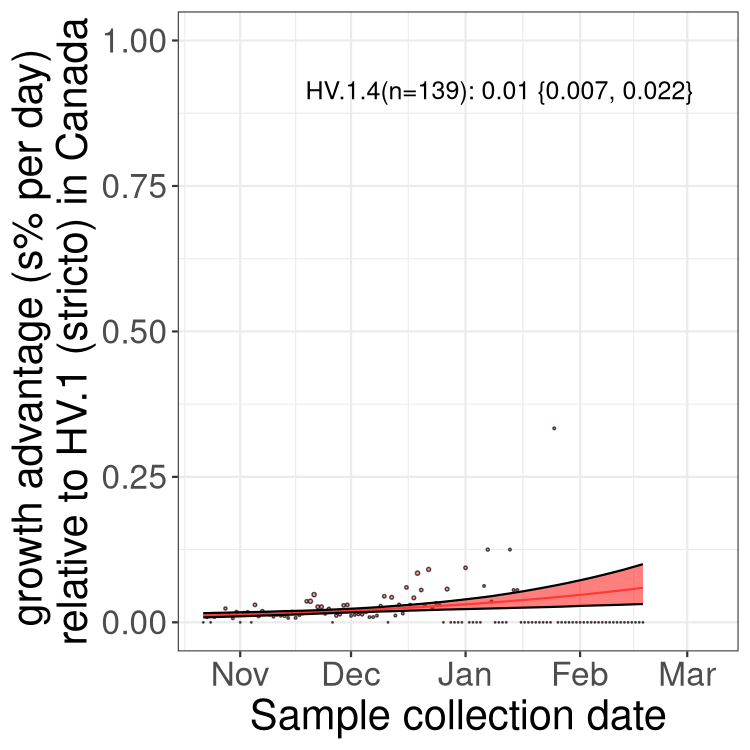 growth advantage (s% per day)
relative to HV.1 (stricto) in Canada
1.00
0.75
0.50
0.25
0.00
HV.1.4(n=139): 0.01 {0.007, 0.022}
Nov Dec Jan Feb Mar
Sample collection date